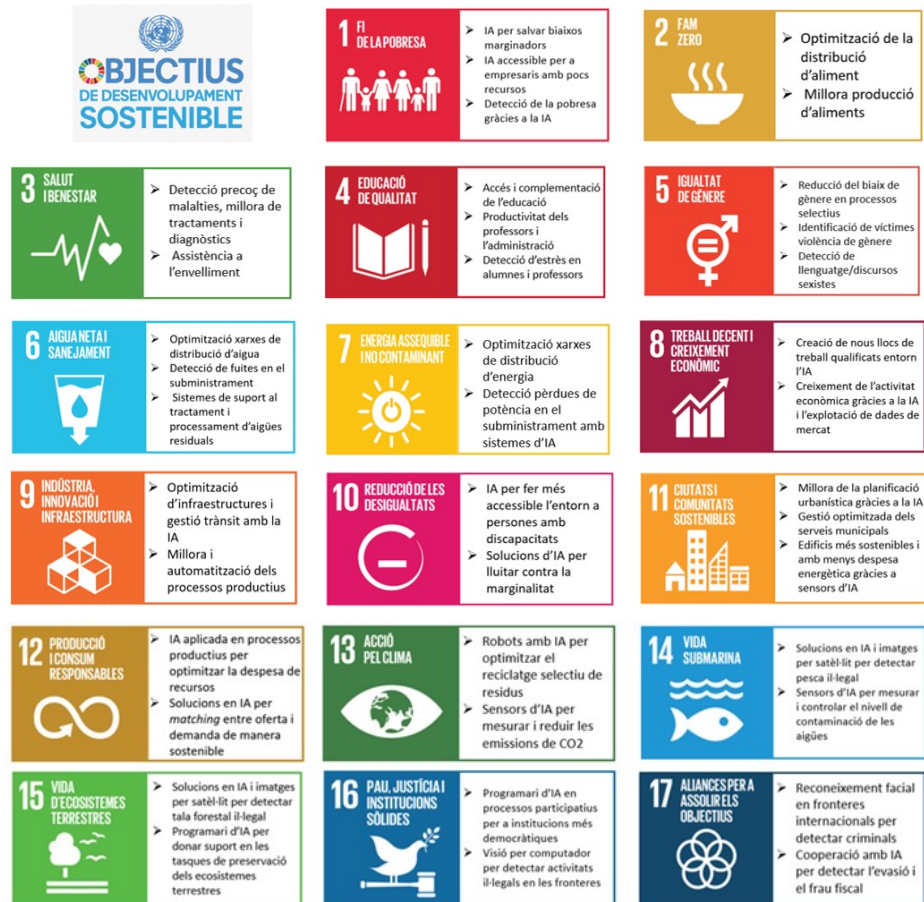 OBJECTIUS
DE DESENVOLUPAMENT
SOSTENIBLE
1 FI
DE LA POBRESA
➢ IA per salvar biaixos
marginadors
➢ IA accessible per a
empresaris amb pocs
recursos
➢ Detecció de la pobresa
gràcies a la IA
2 FAM
ZERO
➢ Optimització de la
distribució
d'aliment
➢ Millora producció
d'aliments
3 SALUT
I BENESTAR
➢ Detecció precoç de
malalties, millora de
tractaments i
diagnòstics
➢ Assistència a
l'envelliment
4 EDUCACIÓ
DE QUALITAT
➢ Accés i complementació
de l'educació
➢ Productivitat dels
professors i
l'administració
➢ Detecció d'estrès en
alumnes i professors
5 IGUALTAT
DE GÈNERE
➢ Reducció del biaix de
gènere en processos
selectius
➢ Identificació de víctimes
violència de gènere
➢ Detecció de
llenguatge/discursos
sexistes
6 AIGUA NETA I
SANEJAMENT
➢ Optimització xarxes de
distribució d'aigua
➢ Detecció de fuites en el
subministrament
➢ Sistemes de suport al
tractament i
processament d'aigües
residuals
7 ENERGIA ASSEQUIBLE
I NO CONTAMINANT
➢ Optimització xarxes
de distribució
d'energia
➢ Detecció pèrdues de
potència en el
subministrament amb
sistemes d'IA
8 TREBALL DECENT I
CREIXEMENT
ECONÒMIC
➢ Creació de nous llocs de
treball qualificats entorn
l'IA
➢ Creixement de l'activitat
econòmica gràcies a la IA
i l'explotació de dades de
mercat
9 INDÚSTRIA,
INNOVACIÓ I
INFRAESTRUCTURA
➢ Optimització
d'infraestructures i
gestió trànsit amb la
IA
➢ Millora i
automatització dels
processos productius
10 REDUCCIÓ DE LES
DESIGUALTATS
➢ IA per fer més
accessible l'entorn a
persones amb
discapacitats
➢ Solucions d'IA per
lluitar contra la
marginalitat
11 CIUTATS I
COMUNITATS
SOSTENIBLES
➢ Millora de la planificació
urbanística gràcies a la IA
➢ Gestió optimitzada dels
serveis municipals
➢ Edificis més sostenibles i
amb menys despesa
energètica gràcies a
sensors d'IA
12 PRODUCCIÓ
I CONSUM
RESPONSABLES
➢ IA aplicada en processos
productius per
optimitzar la despesa de
recursos
➢ Solucions en IA per
matching entre oferta i
demanda de manera
sostenible
13 ACCIÓ
PEL CLIMA
➢ Robots amb IA per
optimitzar el
reciclatge selectiu de
residus
➢ Sensors d'IA per
mesurar i reduir les
emissions de CO2
14 VIDA
SUBMARINA
➢ Solucions en IA i imatges
per satèl·lit per detectar
pesca il·legal
➢ Sensors d'IA per mesurar
i controlar el nivell de
contaminació de les
aigües
15 VIDA
D'ECOSISTEMES
TERRESTRES
➢ Solucions en IA i imatges
per satèl·lit per detectar
tala forestal il·legal
➢ Programari d'IA per
donar support en les
tasques de preservació
dels ecosistemes
terrestres
16 PAU, JUSTÍCIA I
INSTITUCIONS
SÒLIDES
➢ Programari d'IA en
processos participatius
per a institucions més
democràtiques
➢ Visió per computador
per detectar activitats
il·legals en les fronteres
17 ALIANCES PER A
ASSOLIR ELS
OBJECTIUS
➢ Reconeixement facial
en fronteres
internacionals per
detectar criminals
➢ Cooperació amb IA
per detectar l'evasió i
el frau fiscal